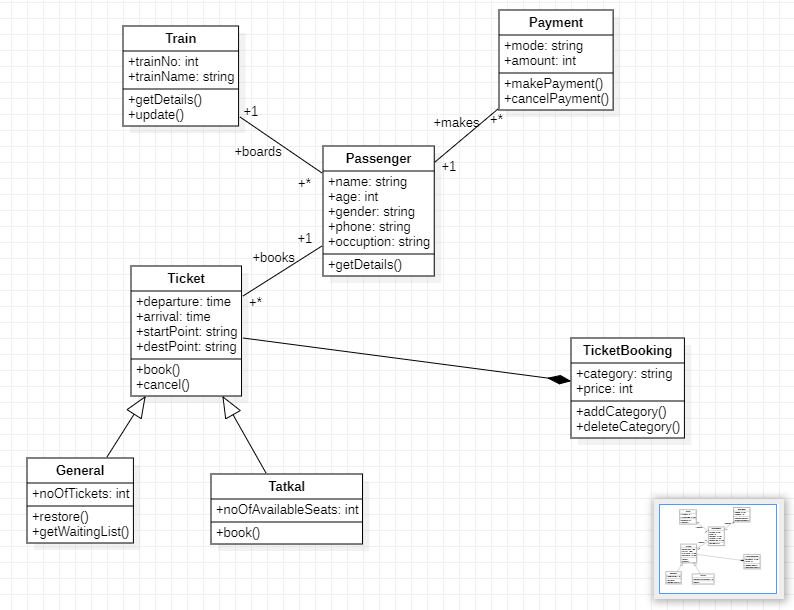 Train
+trainNo: int
+trainName: string
+getDetails()
+update()
Payment
+mode: string
+amount: int
+makePayment()
+cancelPayment()
+1
+boards
+*
+makes
+*
+1
Passenger
+name: string
+age: int
+gender: string
+phone: string
+occuption: string
+getDetails()
+1
+books
+*
Ticket
+departure: time
+arrival: time
+startPoint: string
+destPoint: string
+book()
+cancel()
TicketBooking
+category: string
+price: int
+addCategory()
+deleteCategory()
General
+noOfTickets: int
+restore()
+getWaitingList()
Tatkal
+noOfAvailableSeats: int
+book()